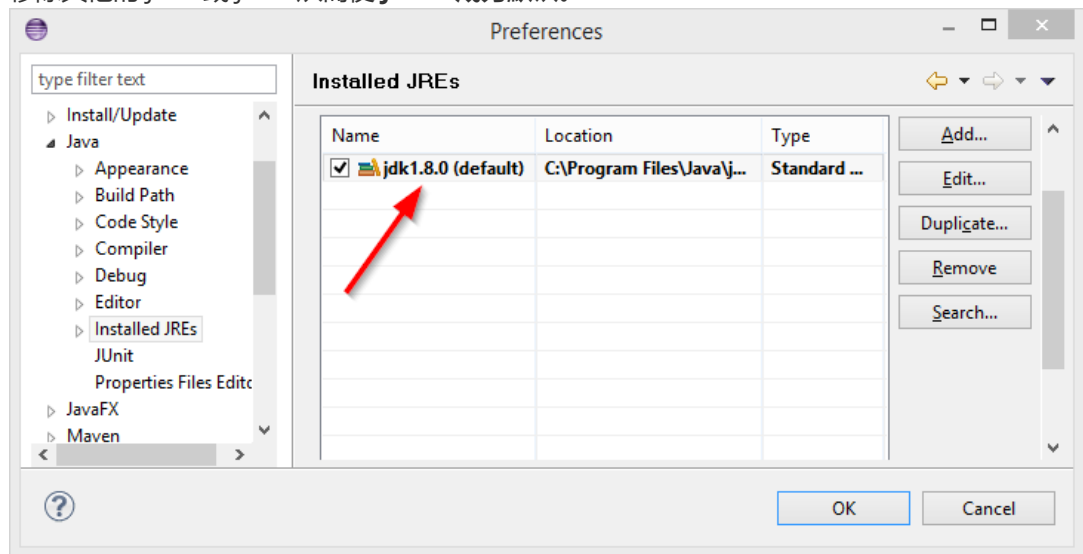 Preferences
type filter text
Installed JREs
Install/Update
Java
Appearance
Build Path
Code Style
Compiler
Debug
Editor
Installed JREs
JUnit
Properties Files Edito
JavaFX
Maven
Name Location Type
jdk1.8.0 (default) C:\Program Files\Java\j... Standard ...
Add...
Edit...
Duplicate...
Remove
Search...
OK Cancel